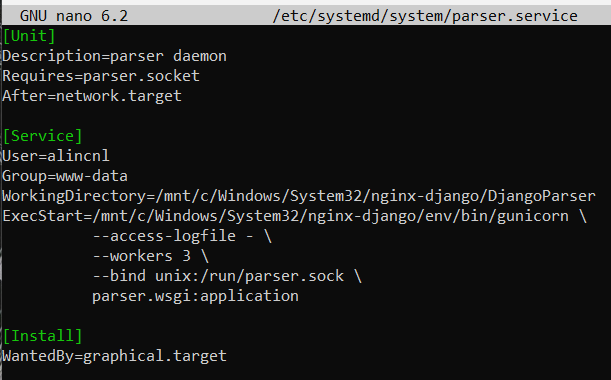 GNU nano 6.2 /etc/systemd/system/parser.service
[Unit]
Description=parser daemon
Requires=parser.socket
After=network.target
[Service]
User=alincnl
Group=www-data
WorkingDirectory=/mnt/c/Windows/System32/nginx-django/DjangoParser
ExecStart=/mnt/c/Windows/System32/nginx-django/env/bin/gunicorn \
--access-logfile - \
--workers 3 \
--bind unix:/run/parser.sock \
parser.wsgi:application
[Install]
WantedBy=graphical.target